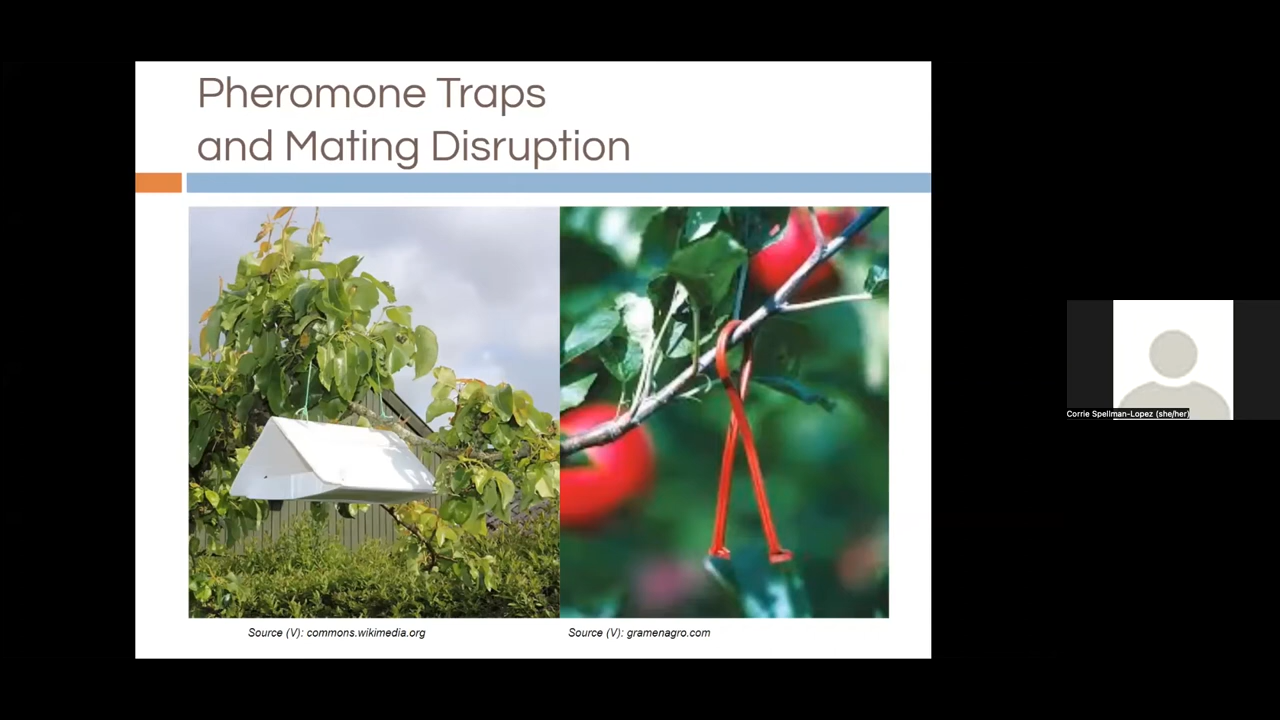 Pheromone Traps
and Mating Disruption
Source (V): commons.wikimedia.org
Source (V): gramenagro.com
Corrie Spellman-Lopez (she/her)